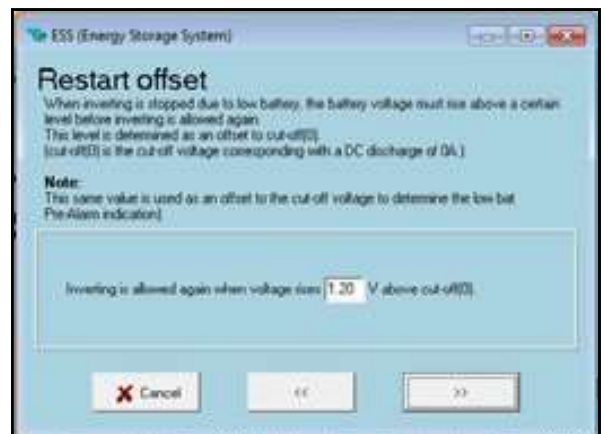 ESS (Energy Storage System)
Restart offset
When inverting is stopped due to low battery, the battery voltage must rise above a certain
level before inverting is allowed again.
This level is determined as an offset to cut-off(0).
(cut-off(0) is the cut-off voltage corresponding with a DC discharge of 0A.)
Note:
This same value is used as an offset to the cut-off voltage to determine the low bat
Pre-Alarm indication)
Inverting is allowed again when voltage rises 1.20 V above cut-off(0).
Cancel << >>